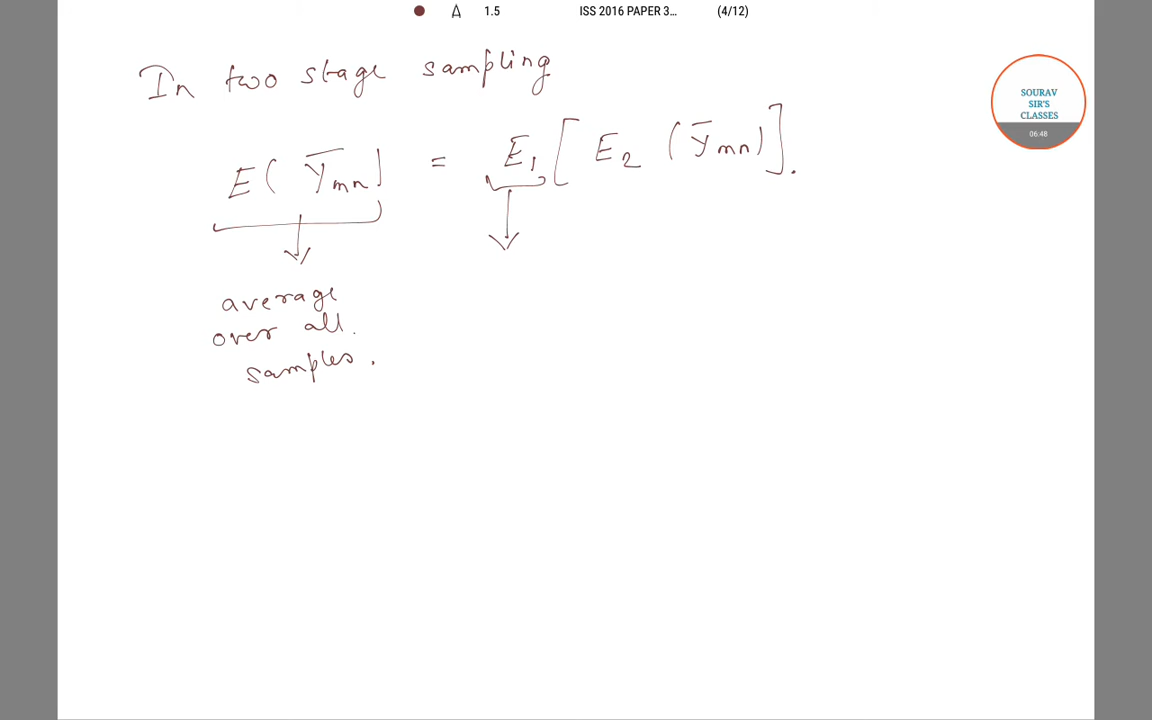 Δ 1.5 ISS 2016 PAPER 3... (4/12)
SOURAV
SIR'S
CLASSES
06:48
In two stage sampling
E( ȳmn) = E₁[ E₂ (ȳmn)].
average
over all.
samples.